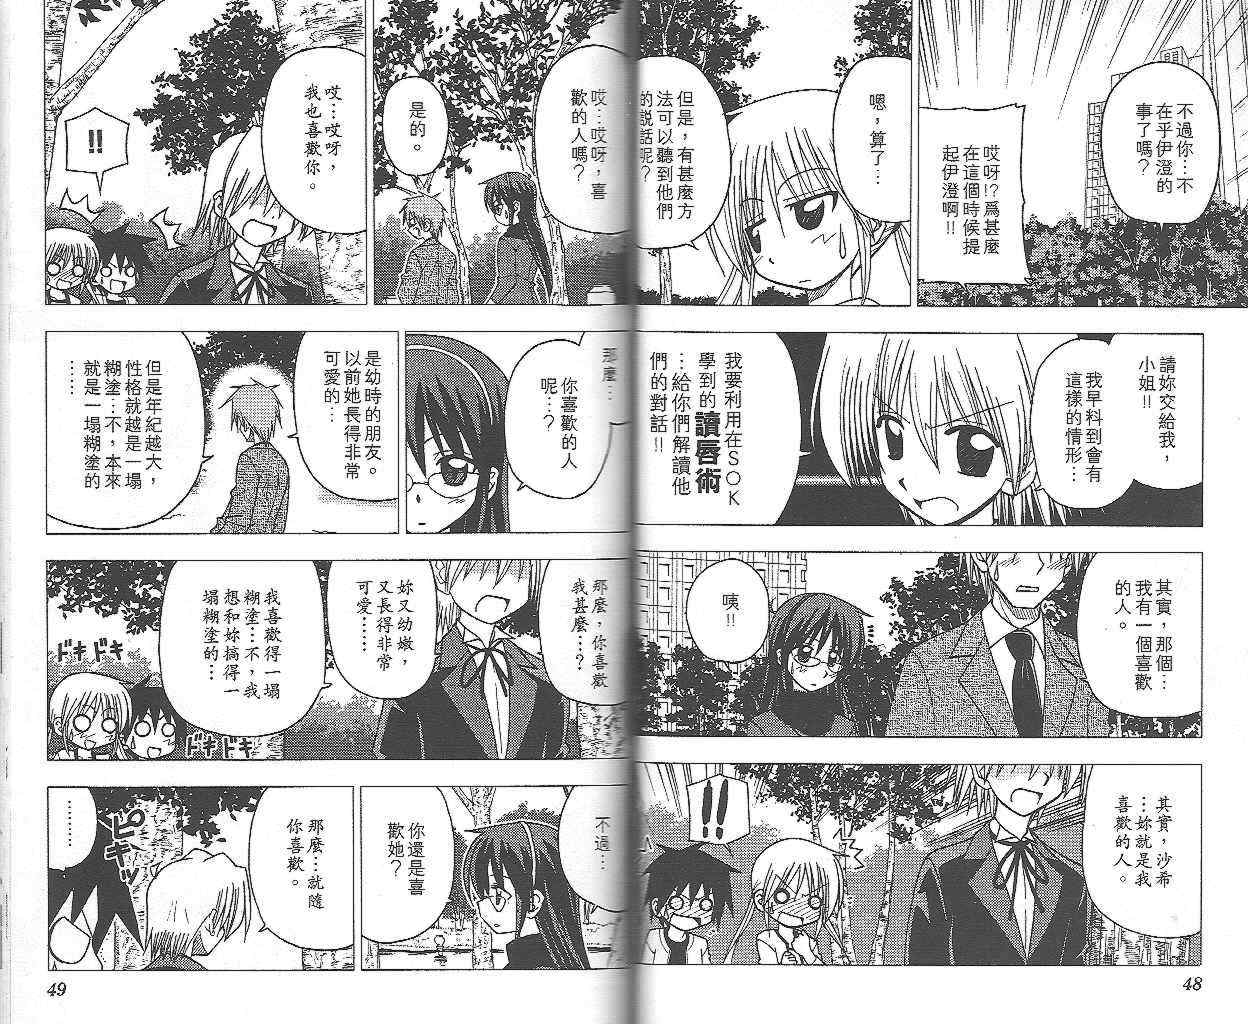 不過你…不
在乎伊澄的
事了嗎？
哎呀!?爲甚麼
在這個時候提
起伊澄啊!!
嗯，算了…
但是，有甚麼方
法可以聽到他們
的説話呢？
請妳交給我，
小姐!!
我早料到會有
這樣的情形…
我要利用在S○K
學到的讀唇術
…給你們解讀他
們的對話!!
其實，那個…
我有一個喜歡
的人。
咦!!
其實，沙希
…妳就是我
喜歡的人。
!!
48
哎…哎呀，喜
歡的人嗎？
是的。
哎…哎呀，
我也喜歡你。
!!
那麼…
你喜歡的人
呢…？
是幼時的朋友。
以前她長得非常
可愛的…
但是年紀越大，
性格就越是一塌
糊塗…不，本來
就是一塌糊塗的
……
那麼，你喜歡
我甚麼…？
妳又幼嫩，
又長得非常
可愛……
我喜歡得一塌
糊塗…不，我
想和妳搞得一
塌糊塗的…
ドキドキ
ドキドキ
不過…
你還是喜
歡她？
那麼…就隨
你喜歡。
ピキッ
………
49